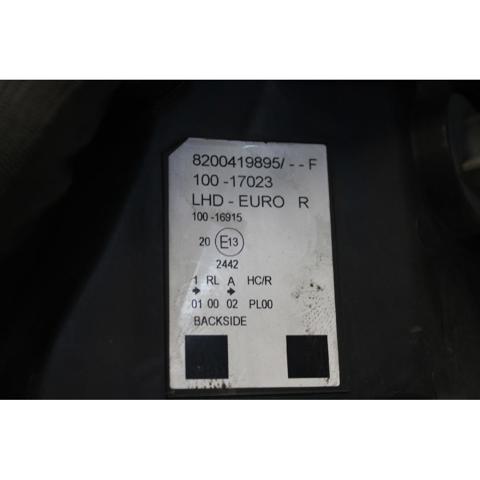 8200419895/--F
100-17023
LHD-EURO R
100-16915
20 E13
2442
1 RL A HC/R
01 00 02 PL00
BACKSIDE